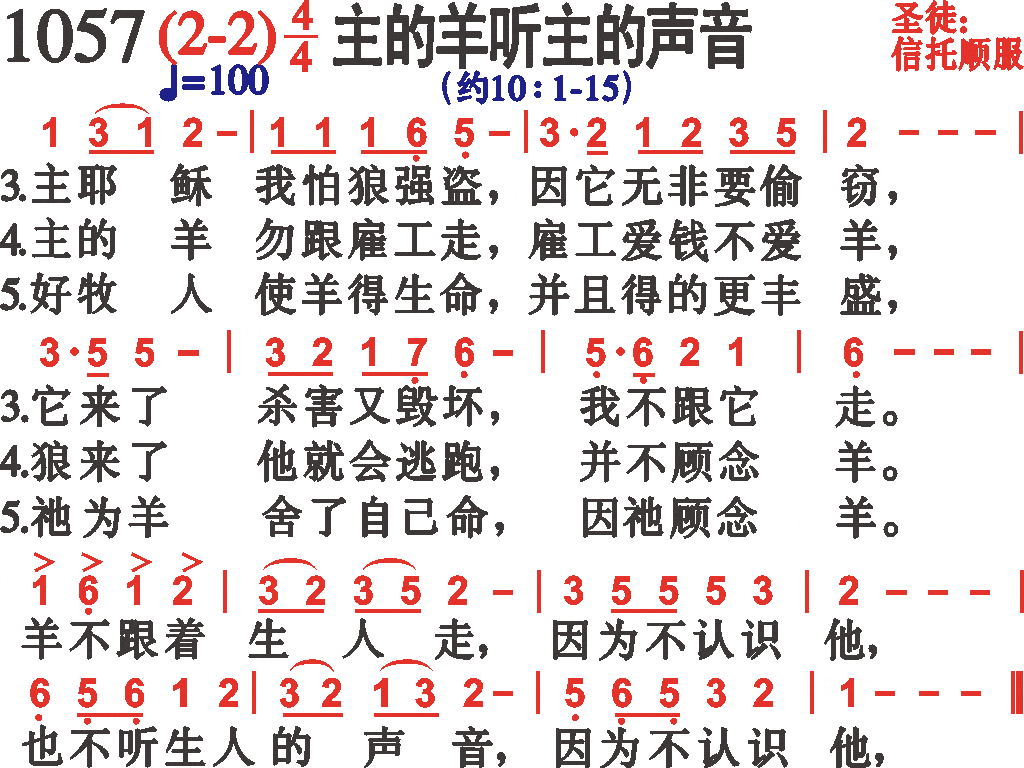 1057 (2-2) 4/4 主的羊听主的声音 圣徒:
信托顺服
♩=100 (约10:1-15)
1 3 1 2 - | 1 1 1 6 5 - | 3·2 1 2 3 5 | 2 - - - |
3.主耶 稣 我怕狼强盗,因它无非要偷 窃,
4.主的 羊 勿跟雇工走,雇工爱钱不爱 羊,
5.好牧 人 使羊得生命,并且得的更丰 盛,
3·5 5 - | 3 2 1 7 6 - | 5·6 2 1 | 6 - - - |
3.它来了 杀害又毁坏, 我不跟它 走。
4.狼来了 他就会逃跑, 并不顾念 羊。
5.祂为羊 舍了自己命, 因祂顾念 羊。
> > > >
1 6 1 2 | 3 2 3 5 2 - | 3 5 5 5 3 | 2 - - - |
羊不跟着 生 人 走, 因为不认识 他,
6 5 6 1 2 | 3 2 1 3 2 - | 5 6 5 3 2 | 1 - - - ‖
也不听生人 的 声 音, 因为不认识 他,